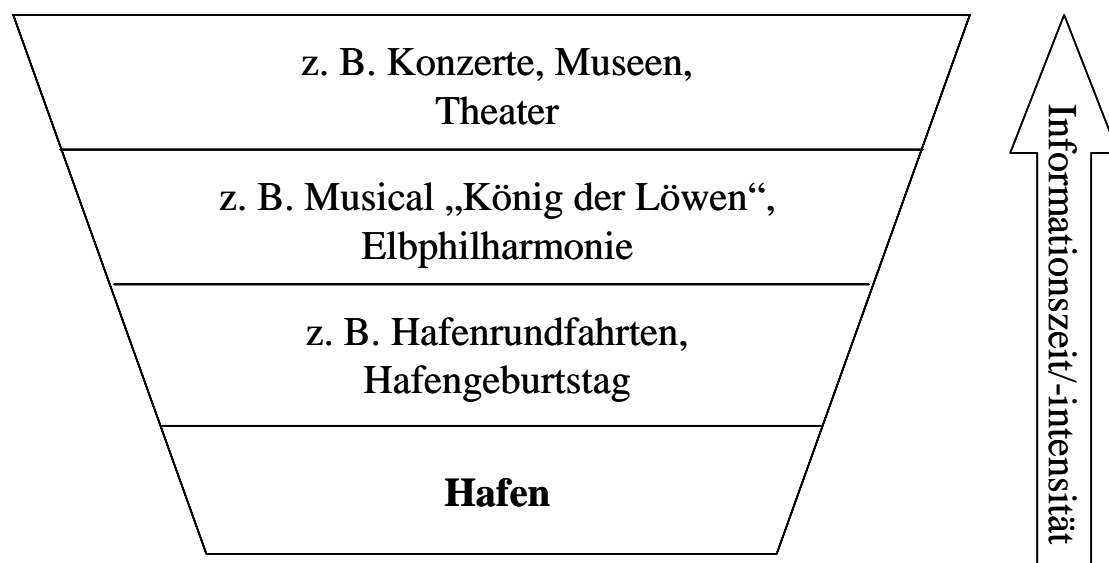 z. B. Konzerte, Museen,
Theater
z. B. Musical „König der Löwen“,
Elbphilharmonie
z. B. Hafenrundfahrten,
Hafengeburtstag
Hafen
Informationszeit/-intensität